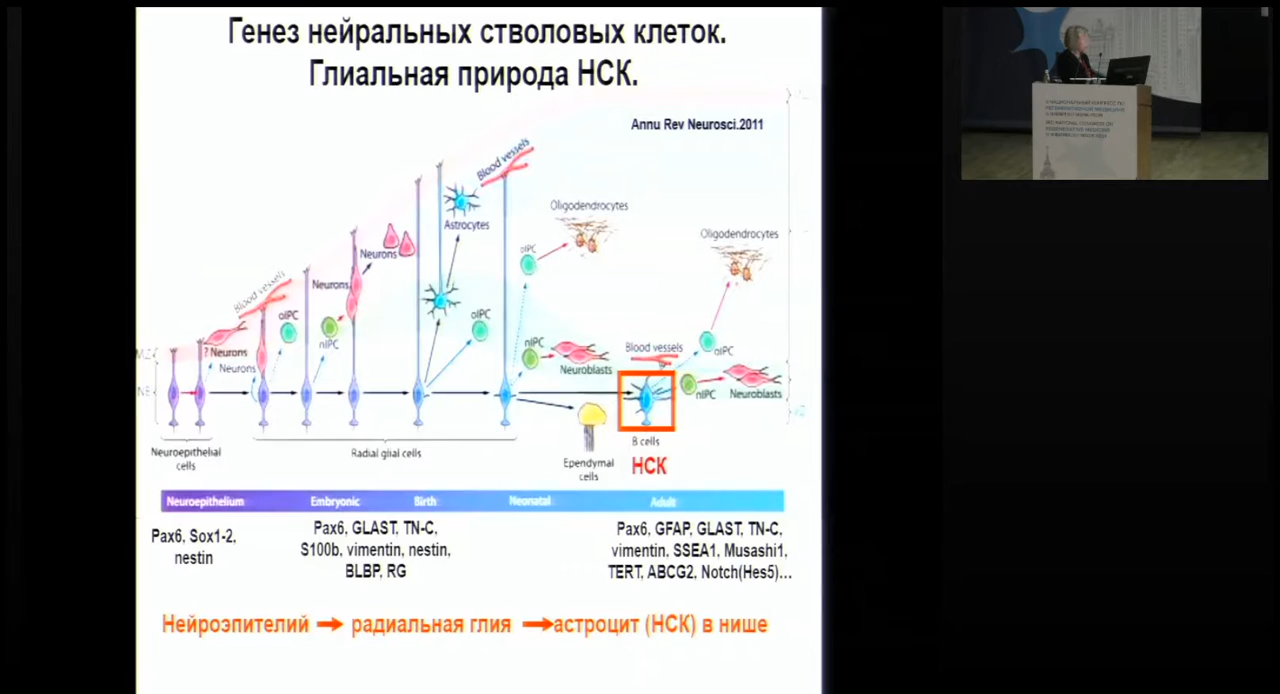 Генез нейральных стволовых клеток.
Глиальная природа НСК.
Annu Rev Neurosci.2011
Blood vessels
Oligodendrocytes
Astrocytes
Oligodendrocytes
Neurons
oIPC
Blood vessels
Neurons
oIPC
oIPC
nIPC
nIPC
Blood vessels
oIPC
? Neurons
Neurons
Neuroblasts
nIPC
Neuroblasts
Neuroepithelial
cells
Radial glial cells
Ependymal
cells
B cells
НСК
Neuroepithelium
Embryonic
Birth
Neonatal
Adult
Pax6, Sox1-2,
nestin
Pax6, GLAST, TN-C,
S100b, vimentin, nestin,
BLBP, RG
Pax6, GFAP, GLAST, TN-C,
vimentin, SSEA1, Musashi1,
TERT, ABCG2, Notch(Hes5)...
Нейроэпителий → радиальная глия → астроцит (НСК) в нише